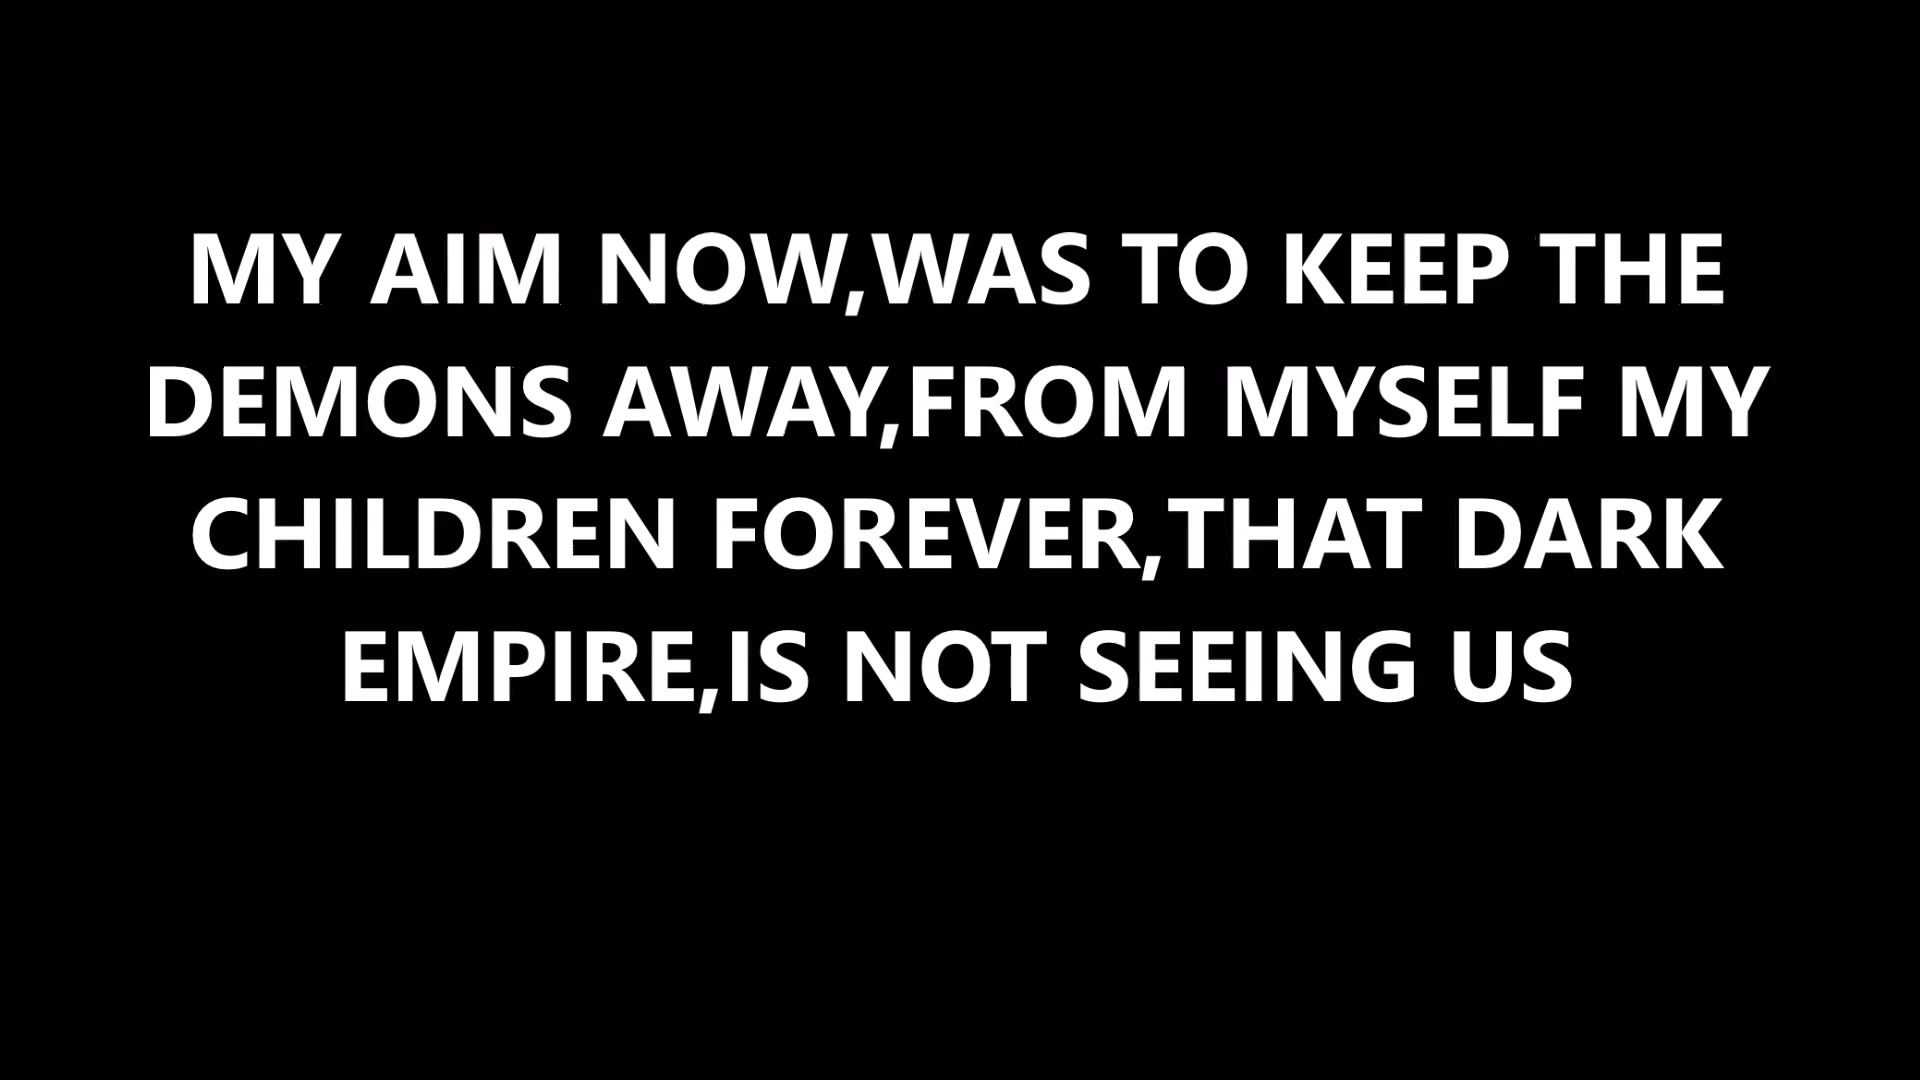 MY AIM NOW,WAS TO KEEP THE
DEMONS AWAY,FROM MYSELF MY
CHILDREN FOREVER,THAT DARK
EMPIRE,IS NOT SEEING US